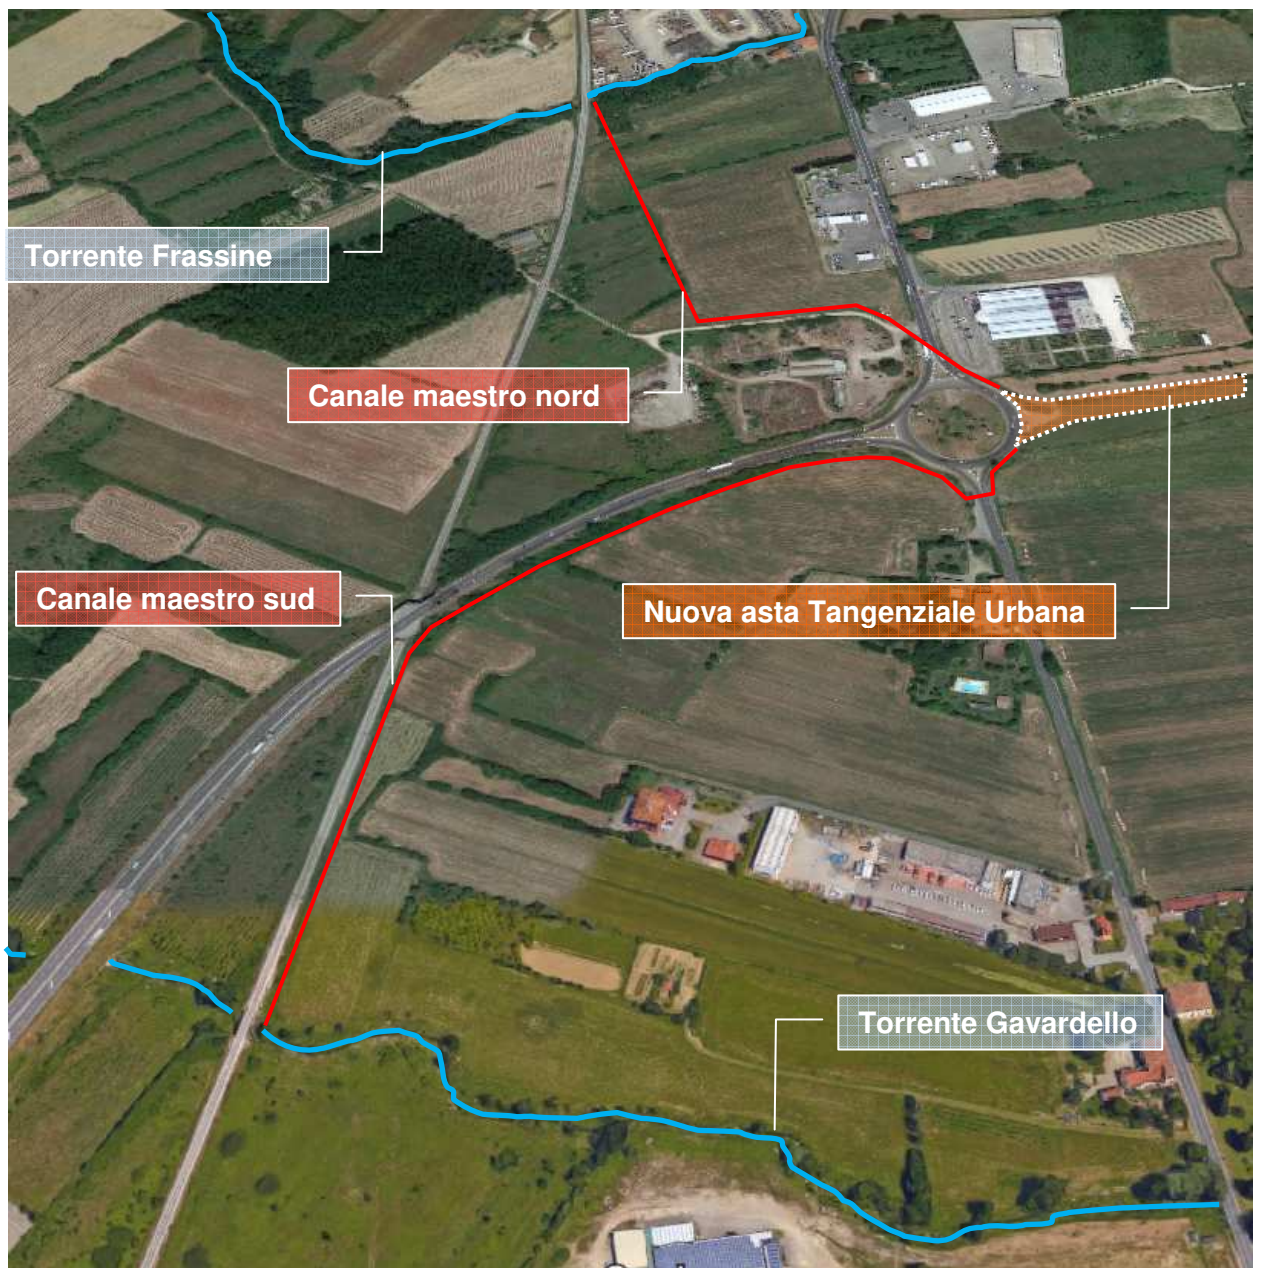 Torrente Frassine
Canale maestro nord
Canale maestro sud
Nuova asta Tangenziale Urbana
Torrente Gavardello